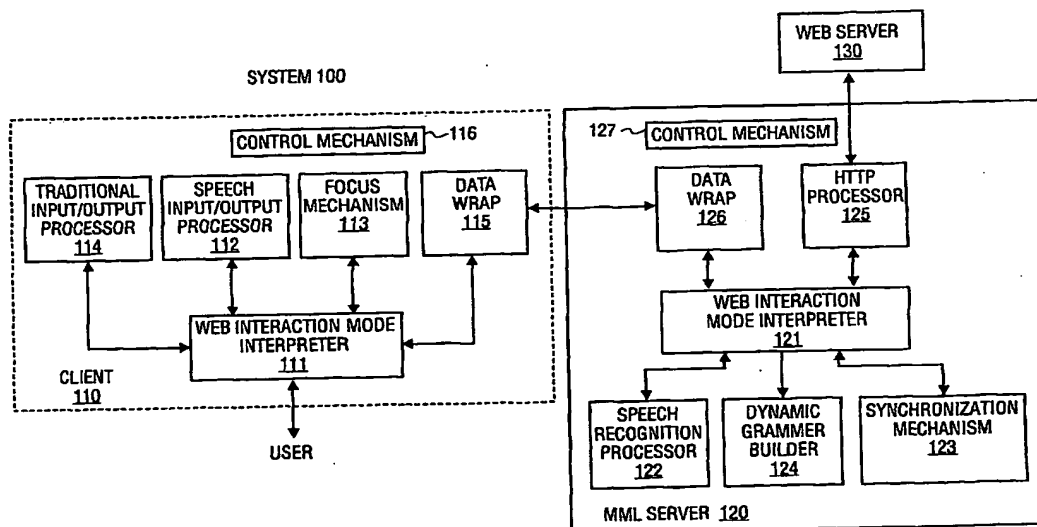 WEB SERVER
130
SYSTEM 100
CONTROL MECHANISM
116
TRADITIONAL
INPUT/OUTPUT
PROCESSOR
114
SPEECH
INPUT/OUTPUT
PROCESSOR
112
FOCUS
MECHANISM
113
DATA
WRAP
115
WEB INTERACTION MODE
INTERPRETER
111
CLIENT
110
USER
127
CONTROL MECHANISM
DATA
WRAP
126
HTTP
PROCESSOR
125
WEB INTERACTION
MODE INTERPRETER
121
SPEECH
RECOGNITION
PROCESSOR
122
DYNAMIC
GRAMMER
BUILDER
124
SYNCHRONIZATION
MECHANISM
123
MML SERVER 120